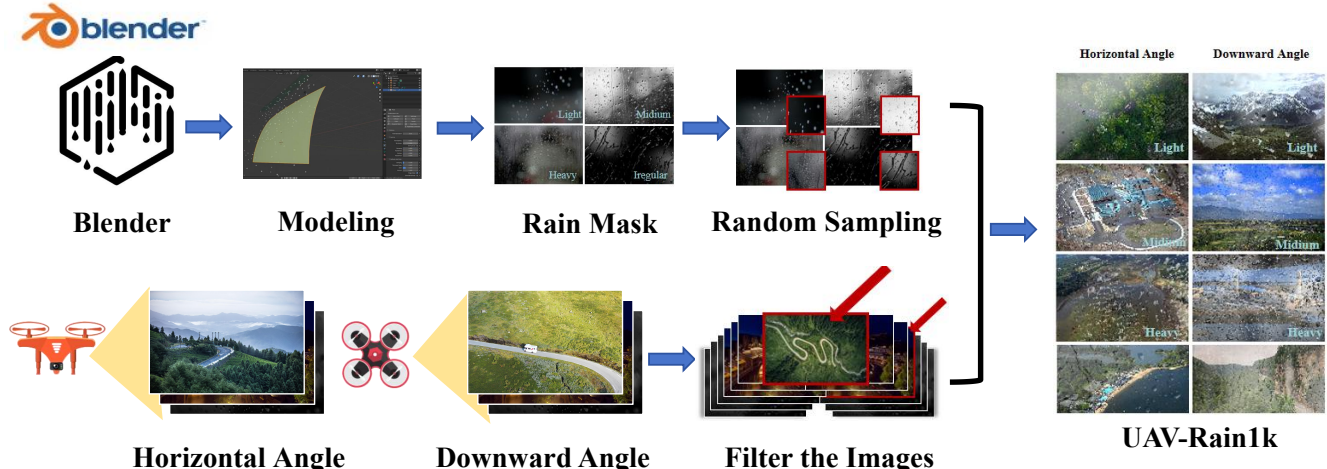 blender
Blender
Modeling
Rain Mask
Random Sampling
Light
Midium
Heavy
Irregular
Horizontal Angle
Downward Angle
Filter the Images
Horizontal Angle
Downward Angle
Light
Light
Midium
Midium
Heavy
Heavy
UAV-Rain1k